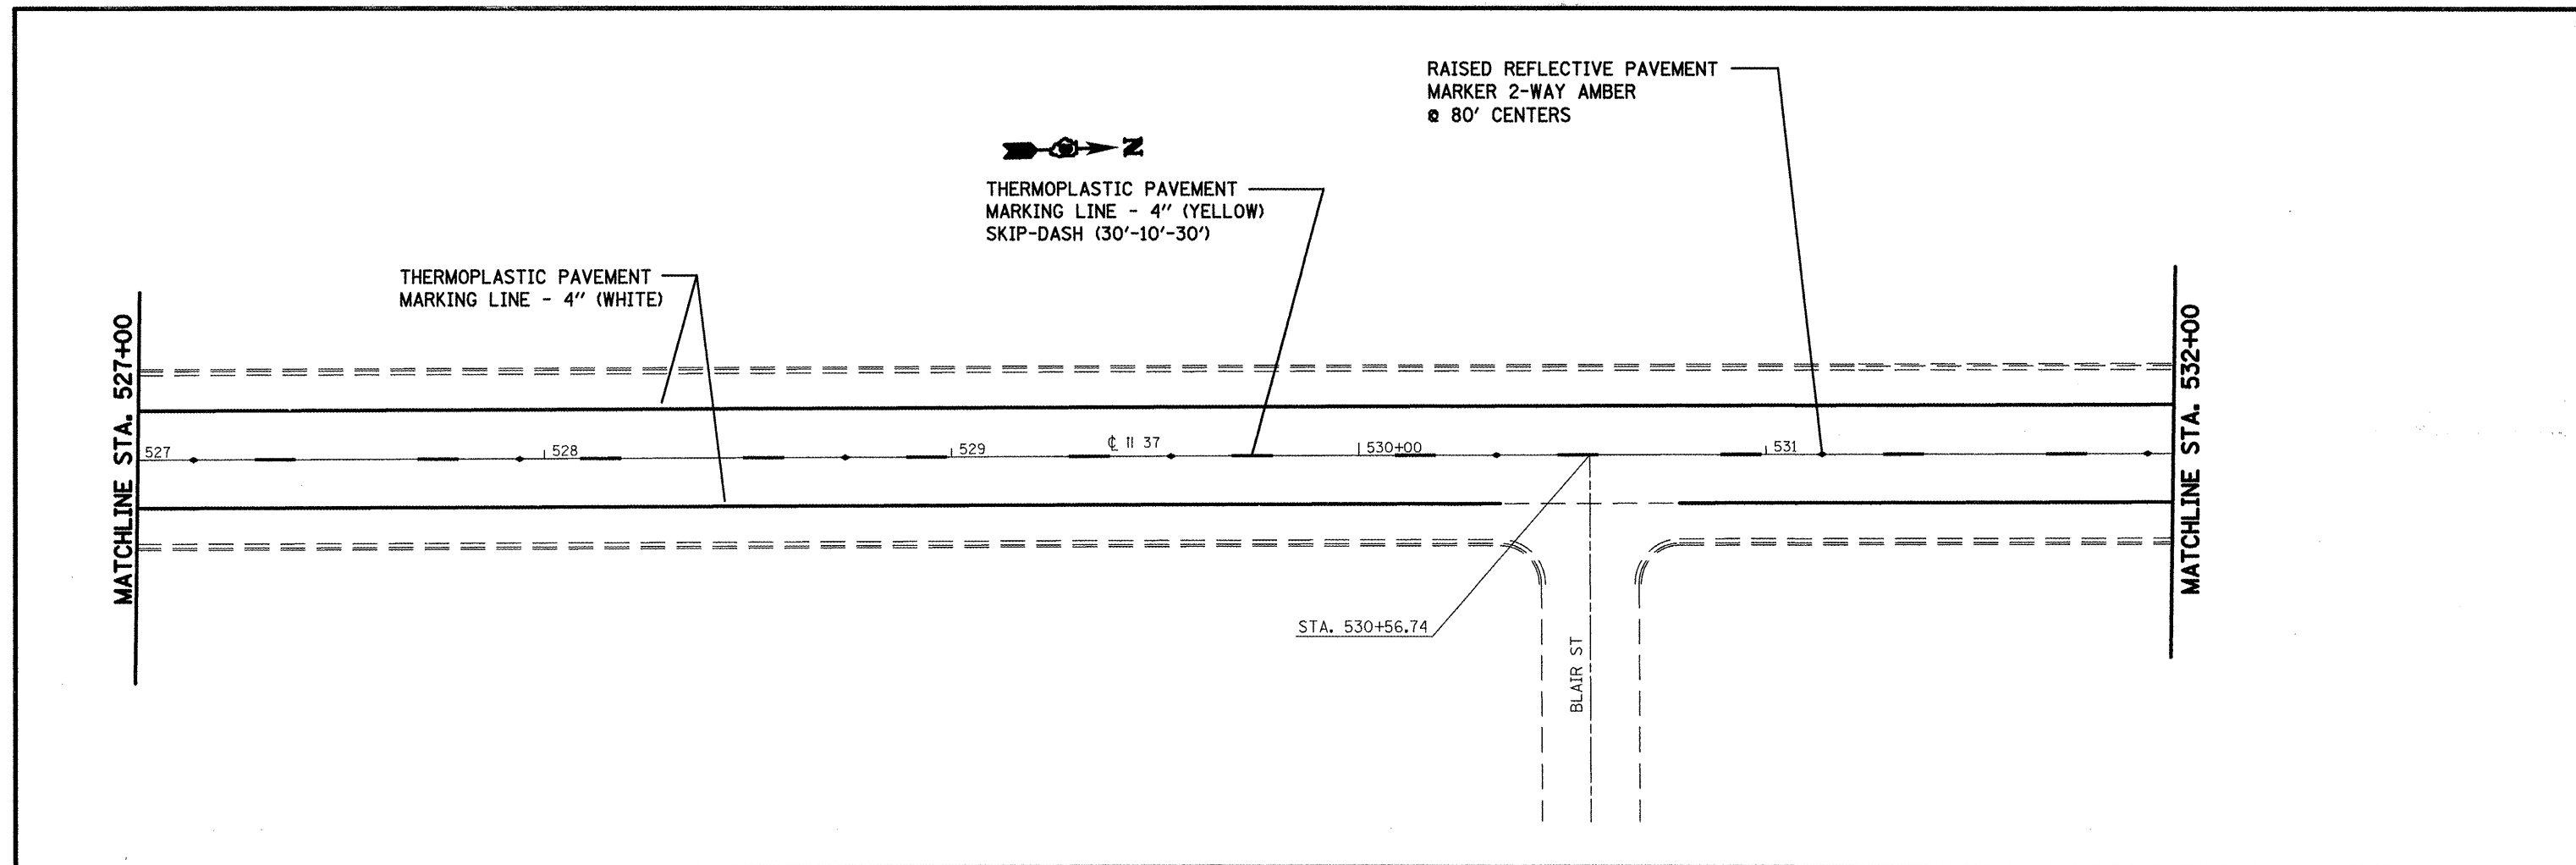 RAISED REFLECTIVE PAVEMENT
MARKER 2-WAY AMBER
@ 80' CENTERS
N
THERMOPLASTIC PAVEMENT
MARKING LINE - 4" (YELLOW)
SKIP-DASH (30'-10'-30')
THERMOPLASTIC PAVEMENT
MARKING LINE - 4" (WHITE)
MATCHLINE STA. 527+00
MATCHLINE STA. 532+00
527
528
529
℄ Il 37
530+00
531
STA. 530+56.74
BLAIR ST